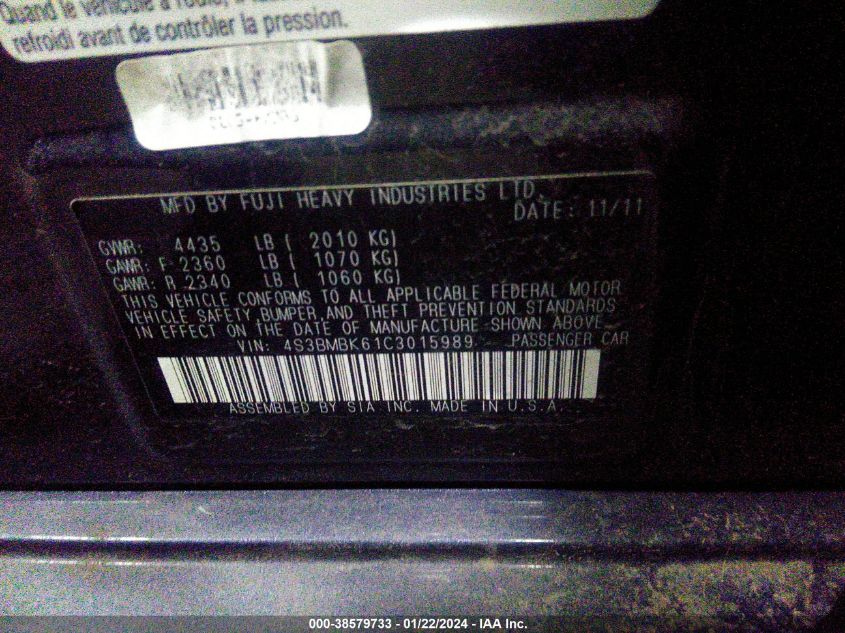 Quand le véhicule a roulé,
refroidi avant de contrôler la pression.
MFD BY FUJI HEAVY INDUSTRIES LTD.
DATE: 11/11
GVWR: 4435 LB ( 2010 KG)
GAWR: F-2360 LB ( 1070 KG)
GAWR: R 2340 LB ( 1060 KG)
THIS VEHICLE CONFORMS TO ALL APPLICABLE FEDERAL MOTOR
VEHICLE SAFETY,BUMPER,AND THEFT PREVENTION STANDARDS
IN EFFECT ON THE DATE OF MANUFACTURE SHOWN ABOVE.
VIN: 4S3BMBK61C3015989 PASSENGER CAR
ASSEMBLED BY SIA INC. MADE IN U.S.A.
000-38579733 - 01/22/2024 - IAA Inc.